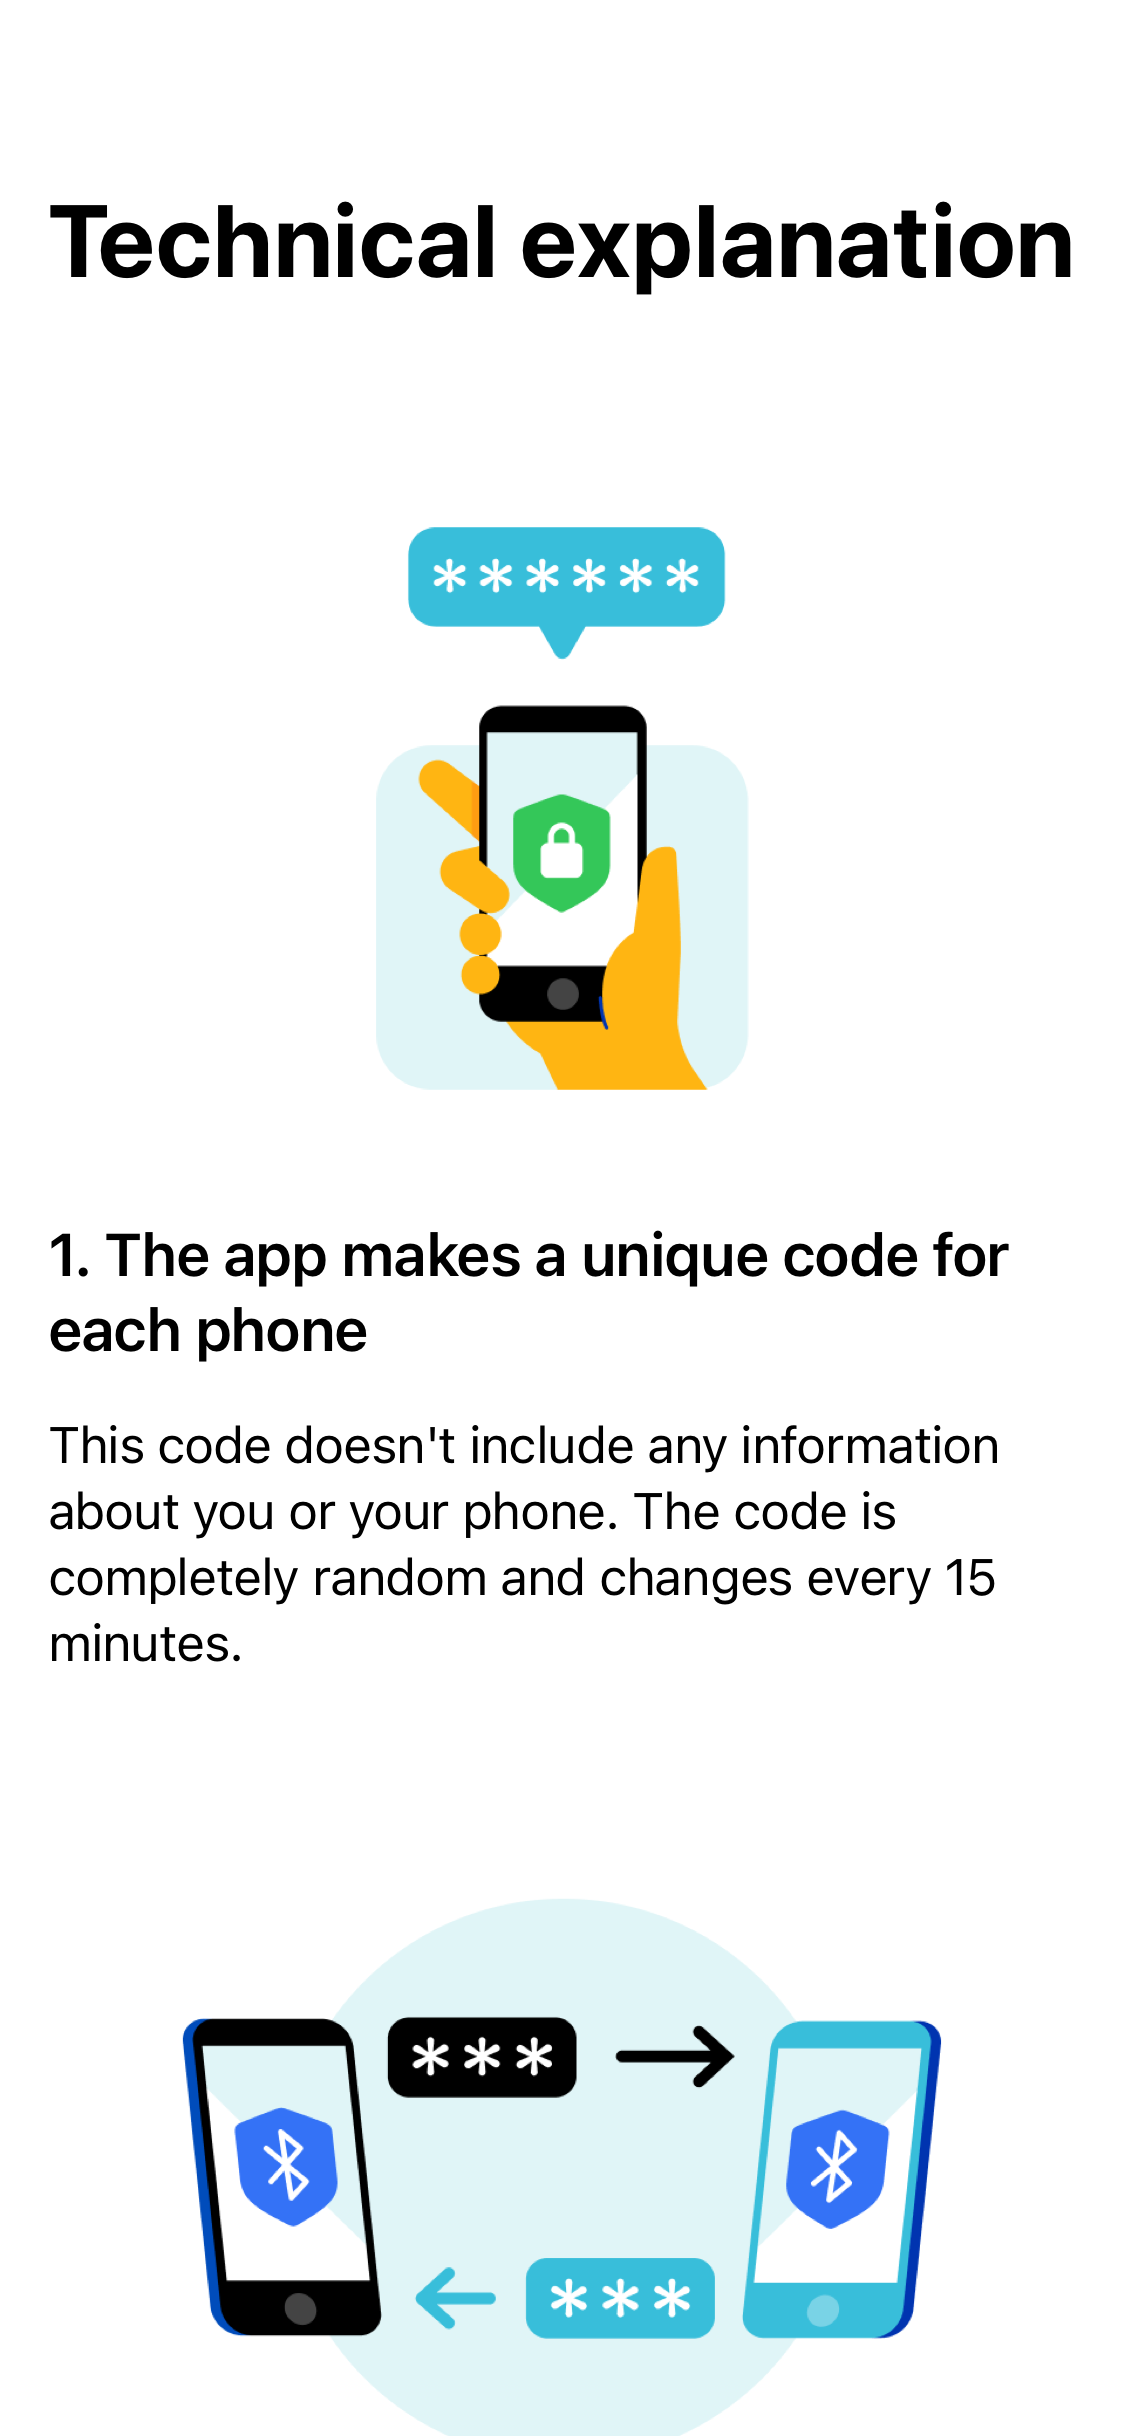 Technical explanation
******
1. The app makes a unique code for
each phone
This code doesn't include any information
about you or your phone. The code is
completely random and changes every 15
minutes.
***
***